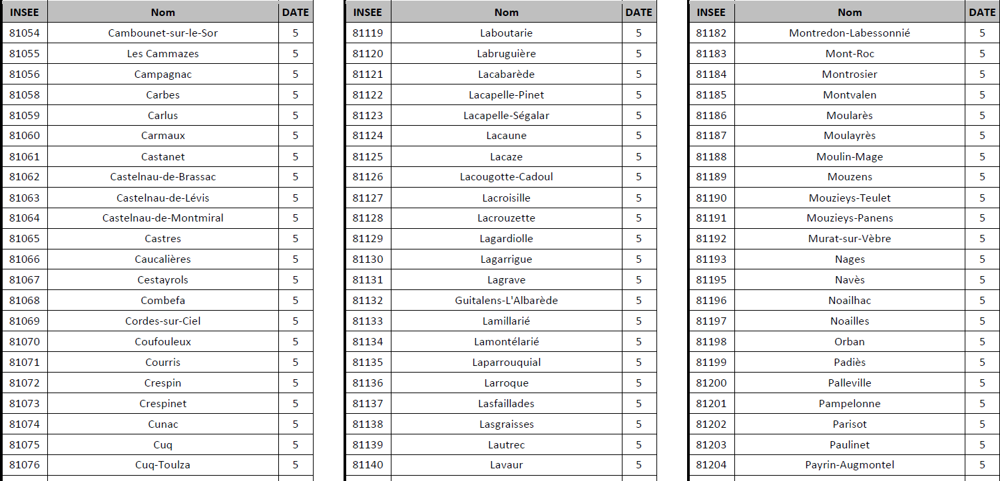 INSEE Nom DATE
81054 Cambounet-sur-le-Sor 5
81055 Les Cammazes 5
81056 Campagnac 5
81058 Carbes 5
81059 Carlus 5
81060 Carmaux 5
81061 Castanet 5
81062 Castelnau-de-Brassac 5
81063 Castelnau-de-Lévis 5
81064 Castelnau-de-Montmiral 5
81065 Castres 5
81066 Caucalières 5
81067 Cestayrols 5
81068 Combefa 5
81069 Cordes-sur-Ciel 5
81070 Coufouleux 5
81071 Courris 5
81072 Crespin 5
81073 Crespinet 5
81074 Cunac 5
81075 Cuq 5
81076 Cuq-Toulza 5
INSEE Nom DATE
81119 Laboutarie 5
81120 Labruguière 5
81121 Lacabarède 5
81122 Lacapelle-Pinet 5
81123 Lacapelle-Ségalar 5
81124 Lacaune 5
81125 Lacaze 5
81126 Lacougotte-Cadoul 5
81127 Lacroisille 5
81128 Lacrouzette 5
81129 Lagardiolle 5
81130 Lagarrigue 5
81131 Lagrave 5
81132 Guitalens-L'Albarède 5
81133 Lamillarié 5
81134 Lamontélarié 5
81135 Laparrouquial 5
81136 Larroque 5
81137 Lasfaillades 5
81138 Lasgraisses 5
81139 Lautrec 5
81140 Lavaur 5
INSEE Nom DATE
81182 Montredon-Labessonnié 5
81183 Mont-Roc 5
81184 Montrosier 5
81185 Montvalen 5
81186 Moularès 5
81187 Moulayrès 5
81188 Moulin-Mage 5
81189 Mouzens 5
81190 Mouzieys-Teulet 5
81191 Mouzieys-Panens 5
81192 Murat-sur-Vèbre 5
81193 Nages 5
81195 Navès 5
81196 Noailhac 5
81197 Noailles 5
81198 Orban 5
81199 Padiès 5
81200 Palleville 5
81201 Pampelonne 5
81202 Parisot 5
81203 Paulinet 5
81204 Payrin-Augmontel 5